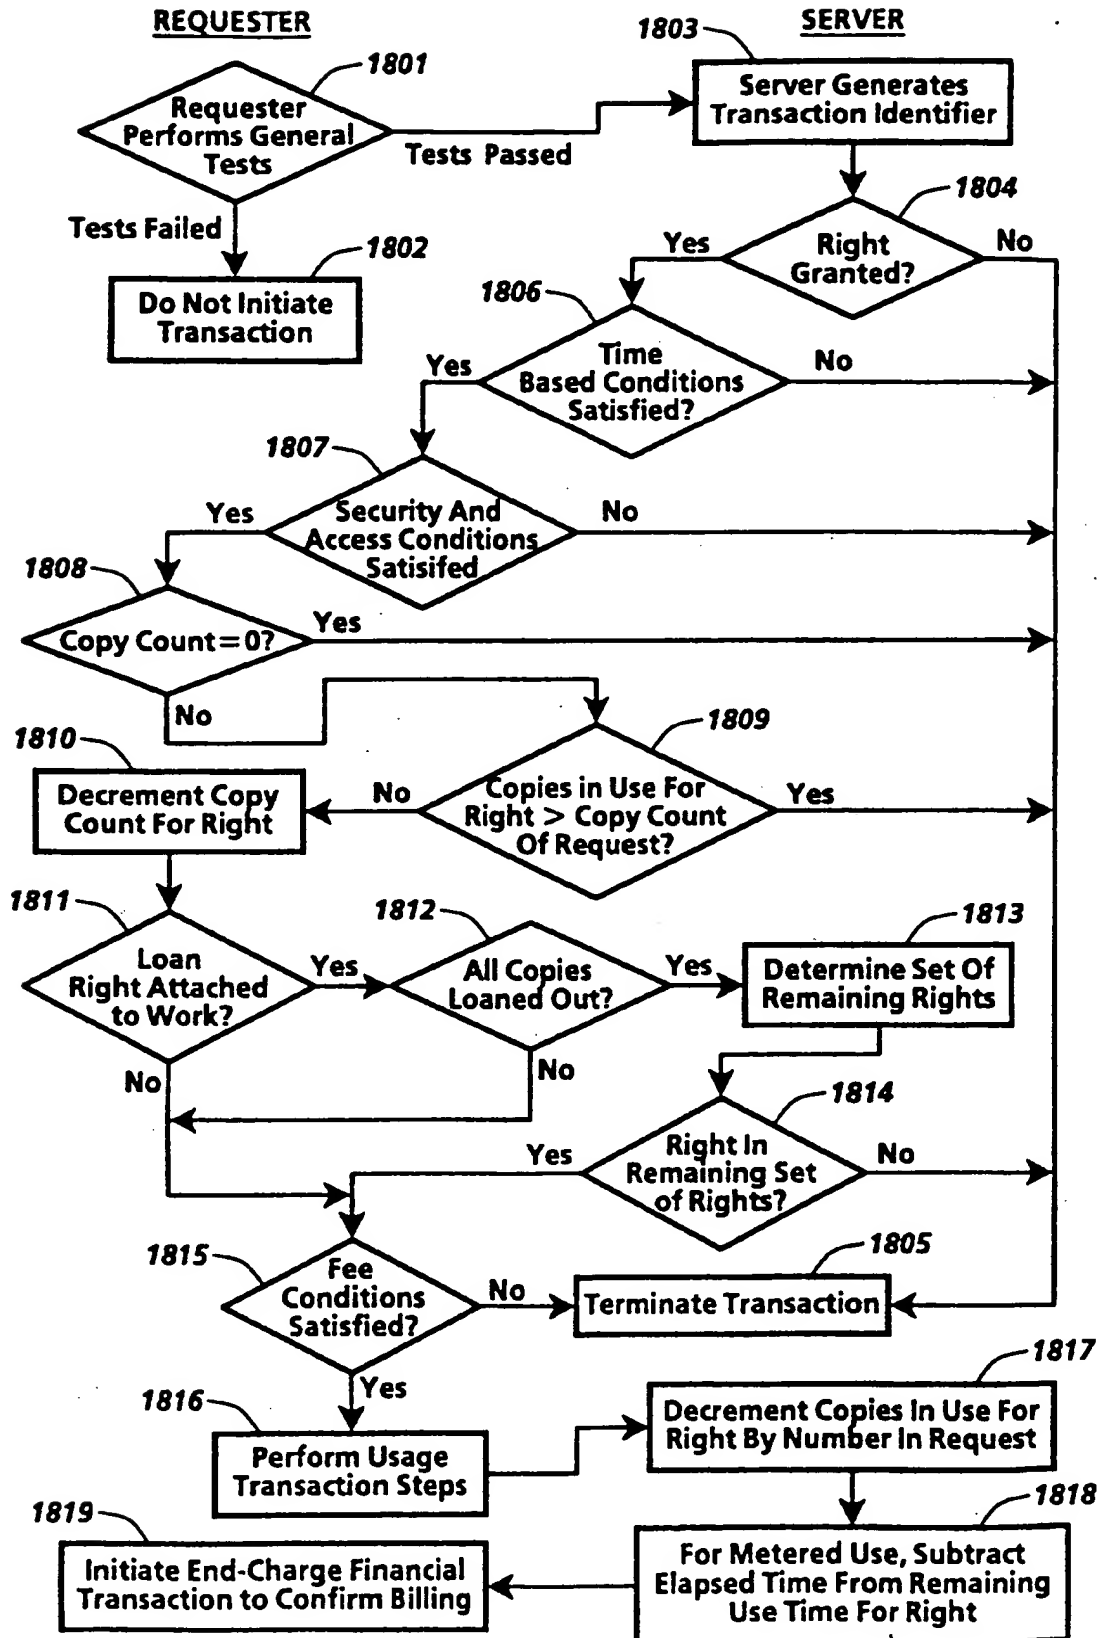 REQUESTER
SERVER
1801
1803
Requester
Performs General
Tests
Server Generates
Transaction Identifier
Tests Passed
Tests Failed
1804
1802
Right
Granted?
Yes
No
Do Not Initiate
Transaction
1806
Time
Based Conditions
Satisfied?
Yes
No
1807
Security And
Access Conditions
Satisifed
Yes
No
1808
Copy Count=0?
Yes
No
1809
1810
Copies in Use For
Right > Copy Count
Of Request?
No
Yes
Decrement Copy
Count For Right
1811
1812
1813
Loan
Right Attached
to Work?
Yes
All Copies
Loaned Out?
Yes
Determine Set Of
Remaining Rights
No
No
1814
Right In
Remaining Set
of Rights?
Yes
No
1815
1805
Fee
Conditions
Satisfied?
No
Terminate Transaction
Yes
1816
1817
Perform Usage
Transaction Steps
Decrement Copies In Use For
Right By Number In Request
1819
1818
Initiate End-Charge Financial
Transaction to Confirm Billing
For Metered Use, Subtract
Elapsed Time From Remaining
Use Time For Right